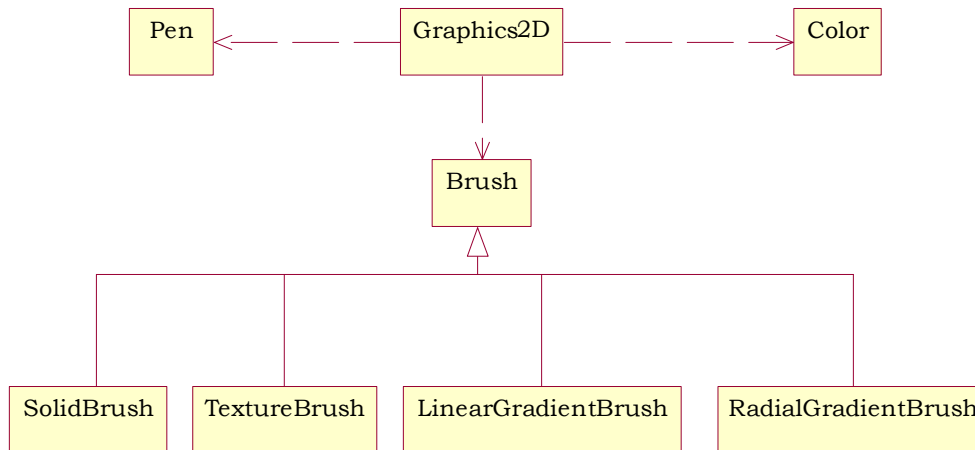 Pen
Graphics2D
Color
Brush
SolidBrush
TextureBrush
LinearGradientBrush
RadialGradientBrush